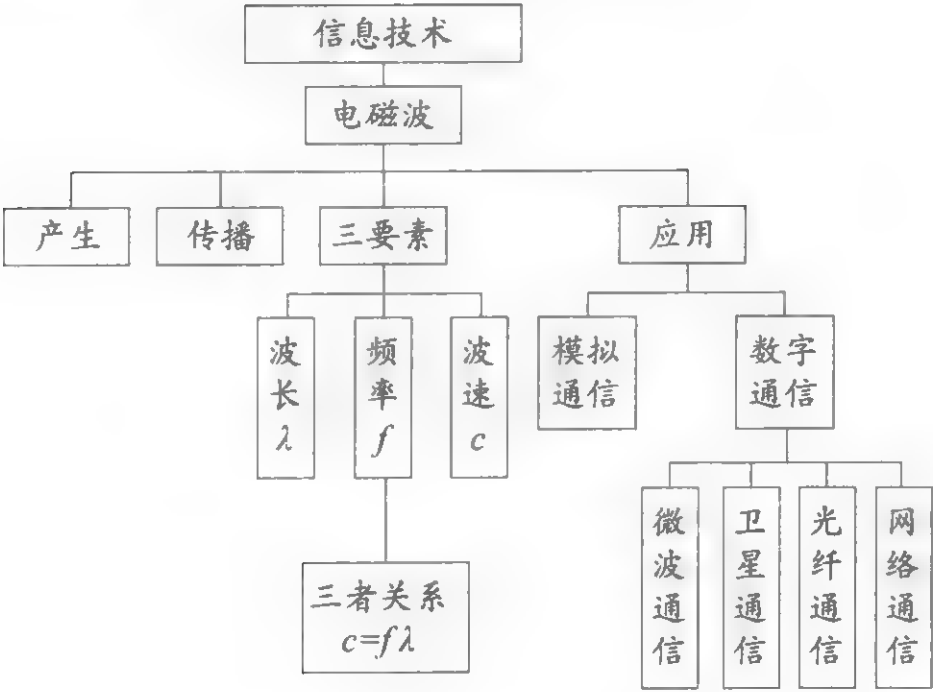 信息技术
电磁波
产生
传播
三要素
应用
波长λ
频率f
波速c
模拟
通信
数字
通信
三者关系
c=fλ
微波通信
卫星通信
光纤通信
网络通信